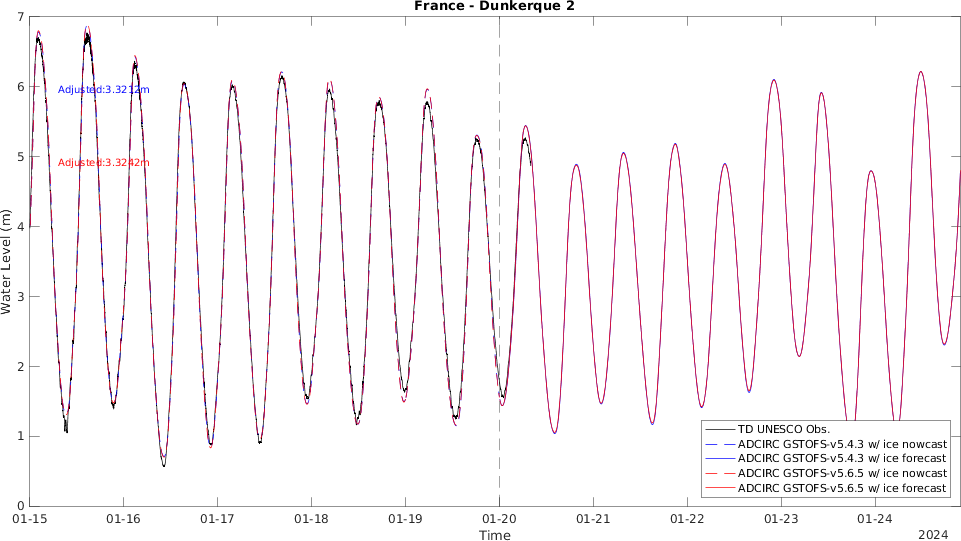 France - Dunkerque 2
7
6
5
4
3
2
1
0
Water Level (m)
Adjusted:3.3212m
Adjusted:3.3242m
TD UNESCO Obs.
ADCIRC GSTOFS-v5.4.3 w/ ice nowcast
ADCIRC GSTOFS-v5.4.3 w/ ice forecast
ADCIRC GSTOFS-v5.6.5 w/ ice nowcast
ADCIRC GSTOFS-v5.6.5 w/ ice forecast
01-15 01-16 01-17 01-18 01-19 01-20 01-21 01-22 01-23 01-24
Time
2024